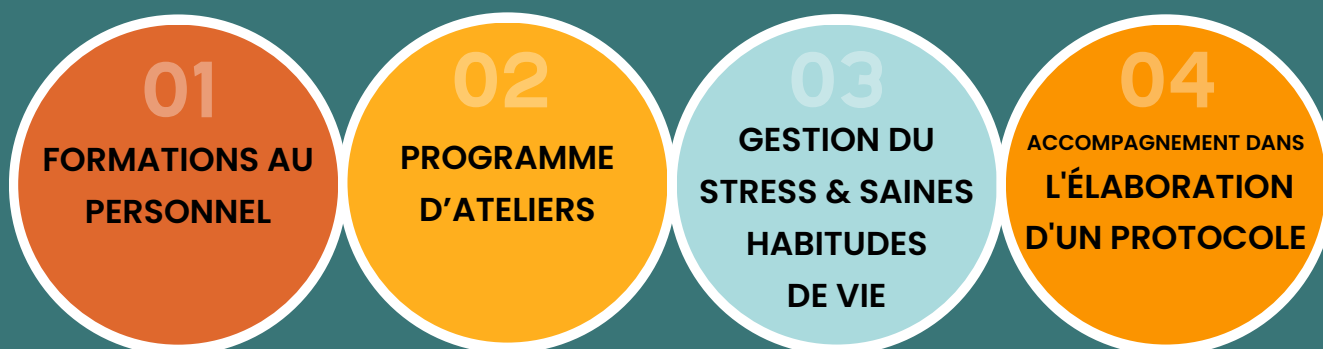 01
FORMATIONS AU
PERSONNEL
02
PROGRAMME
D’ATELIERS
03
GESTION DU
STRESS & SAINES
HABITUDES
DE VIE
04
ACCOMPAGNEMENT DANS
L'ÉLABORATION
D'UN PROTOCOLE